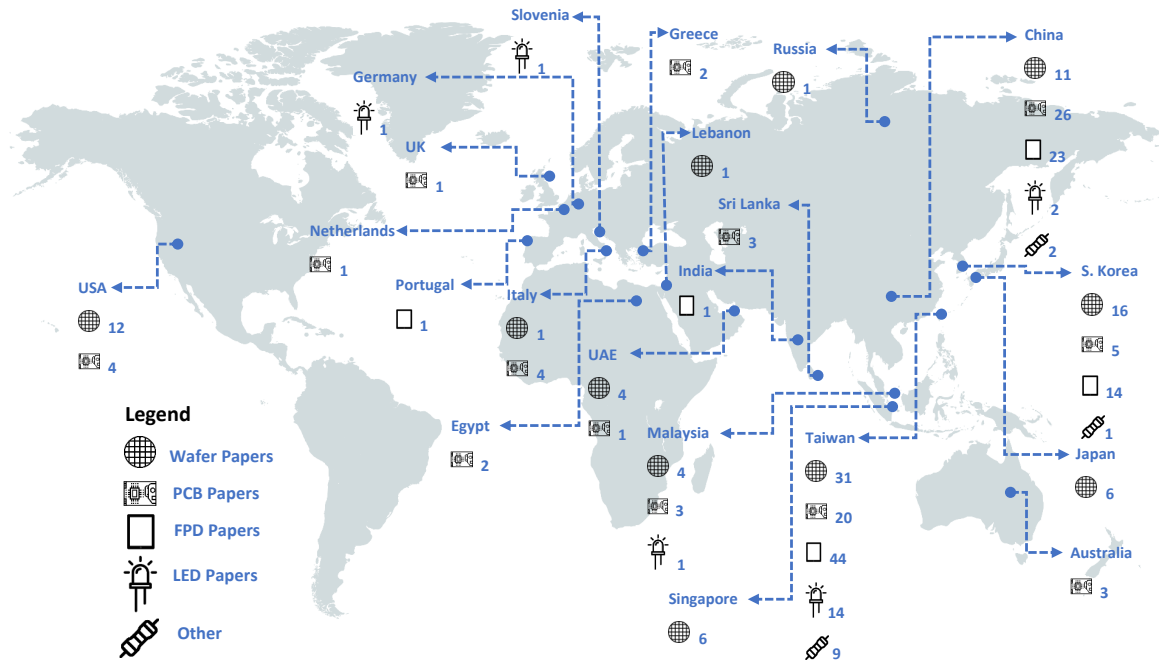 Slovenia
1
Germany
1
UK
1
Netherlands
1
USA
12
4
Portugal
1
Italy
1
4
Egypt
2
Greece
2
Russia
1
Lebanon
1
Sri Lanka
3
India
1
UAE
4
1
Malaysia
4
3
1
Singapore
6
Taiwan
31
20
44
14
9
China
11
26
23
2
2
S. Korea
16
5
14
1
Japan
6
Australia
3
Legend
Wafer Papers
PCB Papers
FPD Papers
LED Papers
Other